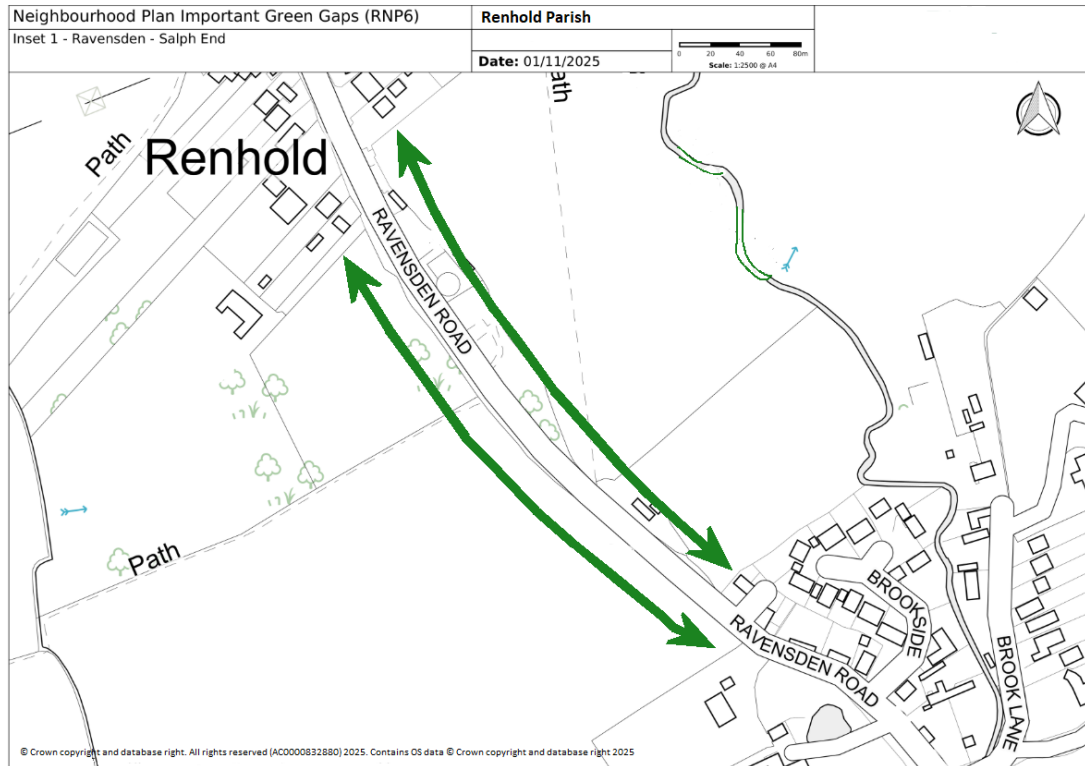 Neighbourhood Plan Important Green Gaps (RNP6)
Renhold Parish
Inset 1 - Ravensden - Salph End
Date: 01/11/2025
0 20 40 60 80m
Scale: 1:2500 @ A4
Path
Path
Renhold
RAVENSDEN ROAD
Path
BROOKSIDE
RAVENSDEN ROAD
BROOK LANE
© Crown copyright and database right. All rights reserved (AC0000832880) 2025. Contains OS data © Crown copyright and database right 2025